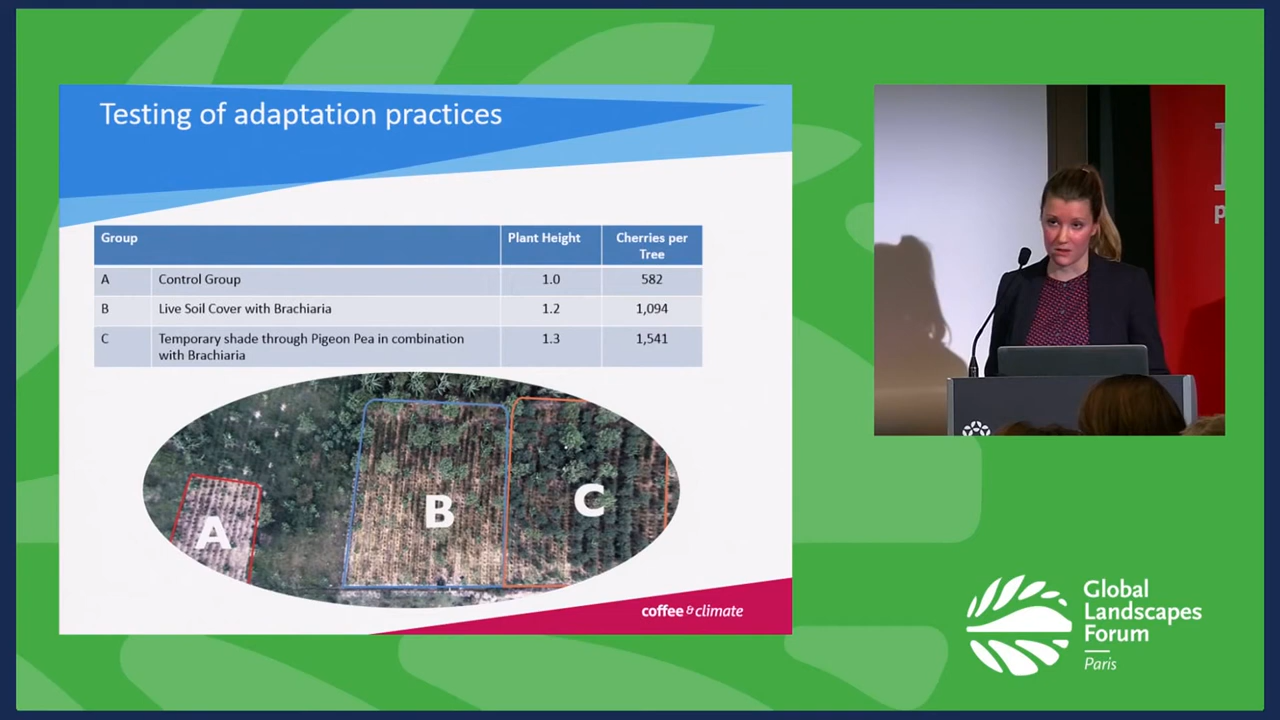 Testing of adaptation practices
Group Plant Height Cherries per
Tree
A Control Group 1.0 582
B Live Soil Cover with Brachiaria 1.2 1,094
C Temporary shade through Pigeon Pea in combination 1.3 1,541
with Brachiaria
A
B
C
coffee & climate
Global
Landscapes
Forum
Paris